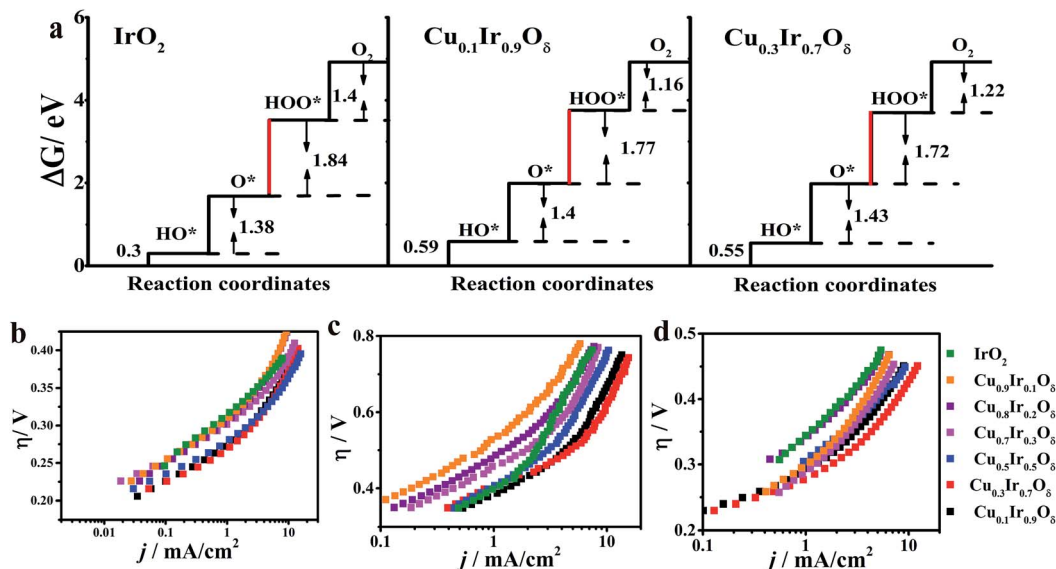 a
6
4
2
0
ΔG/ eV
IrO₂
O₂
1.4
HOO*
1.84
O*
1.38
HO*
0.3
Reaction coordinates
Cu₀.₁Ir₀.₉Oδ
O₂
1.16
HOO*
1.77
O*
1.4
HO*
0.59
Reaction coordinates
Cu₀.₃Ir₀.₇Oδ
O₂
1.22
HOO*
1.72
O*
1.43
HO*
0.55
Reaction coordinates
b
0.40
0.35
0.30
0.25
0.20
η/ V
0.01 0.1 1 10
j / mA/cm²
c
0.8
0.6
0.4
η / V
0.1 1 10
j / mA/cm²
d
0.5
0.4
0.3
0.2
η / V
0.1 1 10
j / mA/cm²
IrO₂
Cu₀.₉Ir₀.₁Oδ
Cu₀.₈Ir₀.₂Oδ
Cu₀.₇Ir₀.₃Oδ
Cu₀.₅Ir₀.₅Oδ
Cu₀.₃Ir₀.₇Oδ
Cu₀.₁Ir₀.₉Oδ